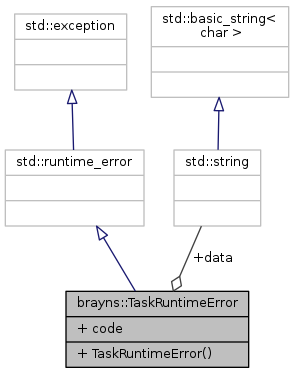 std::exception
std::basic_string<
char >
std::runtime_error
std::string
+data
brayns::TaskRuntimeError
+ code
+ TaskRuntimeError()